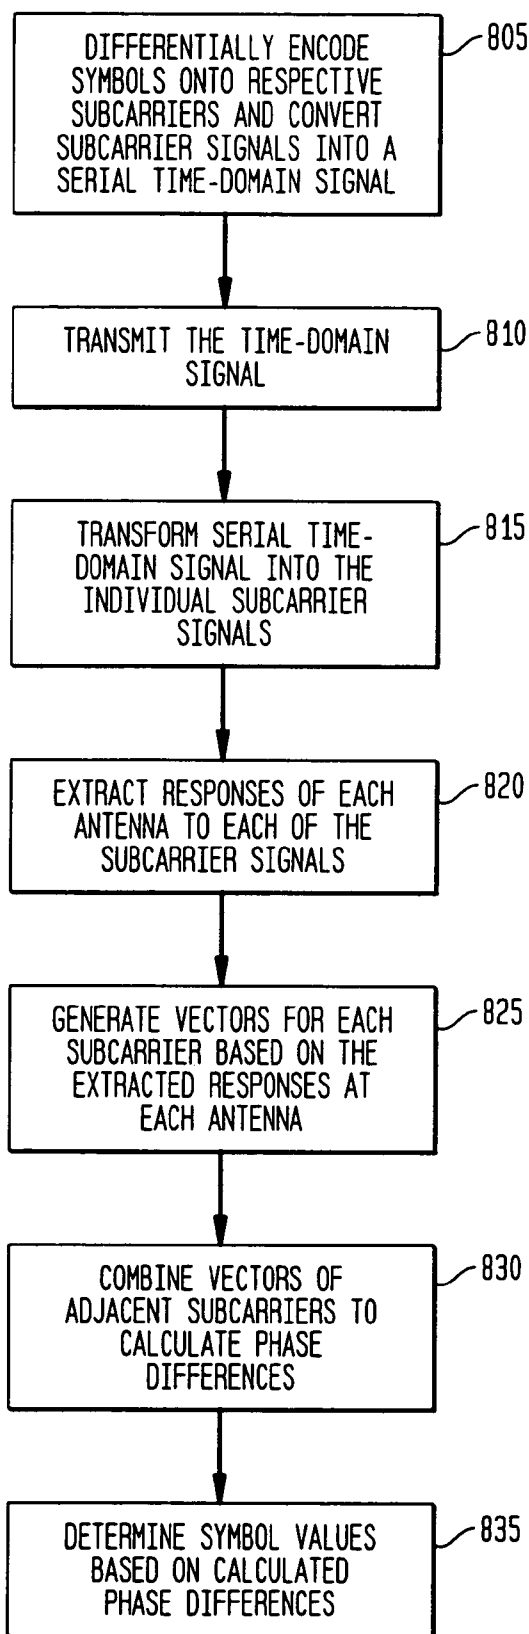 DIFFERENTIALLY ENCODE
SYMBOLS ONTO RESPECTIVE
SUBCARRIERS AND CONVERT
SUBCARRIER SIGNALS INTO A
SERIAL TIME-DOMAIN SIGNAL
805
TRANSMIT THE TIME-DOMAIN
SIGNAL
810
TRANSFORM SERIAL TIME-
DOMAIN SIGNAL INTO THE
INDIVIDUAL SUBCARRIER
SIGNALS
815
EXTRACT RESPONSES OF EACH
ANTENNA TO EACH OF THE
SUBCARRIER SIGNALS
820
GENERATE VECTORS FOR EACH
SUBCARRIER BASED ON THE
EXTRACTED RESPONSES AT
EACH ANTENNA
825
COMBINE VECTORS OF
ADJACENT SUBCARRIERS TO
CALCULATE PHASE
DIFFERENCES
830
DETERMINE SYMBOL VALUES
BASED ON CALCULATED
PHASE DIFFERENCES
835